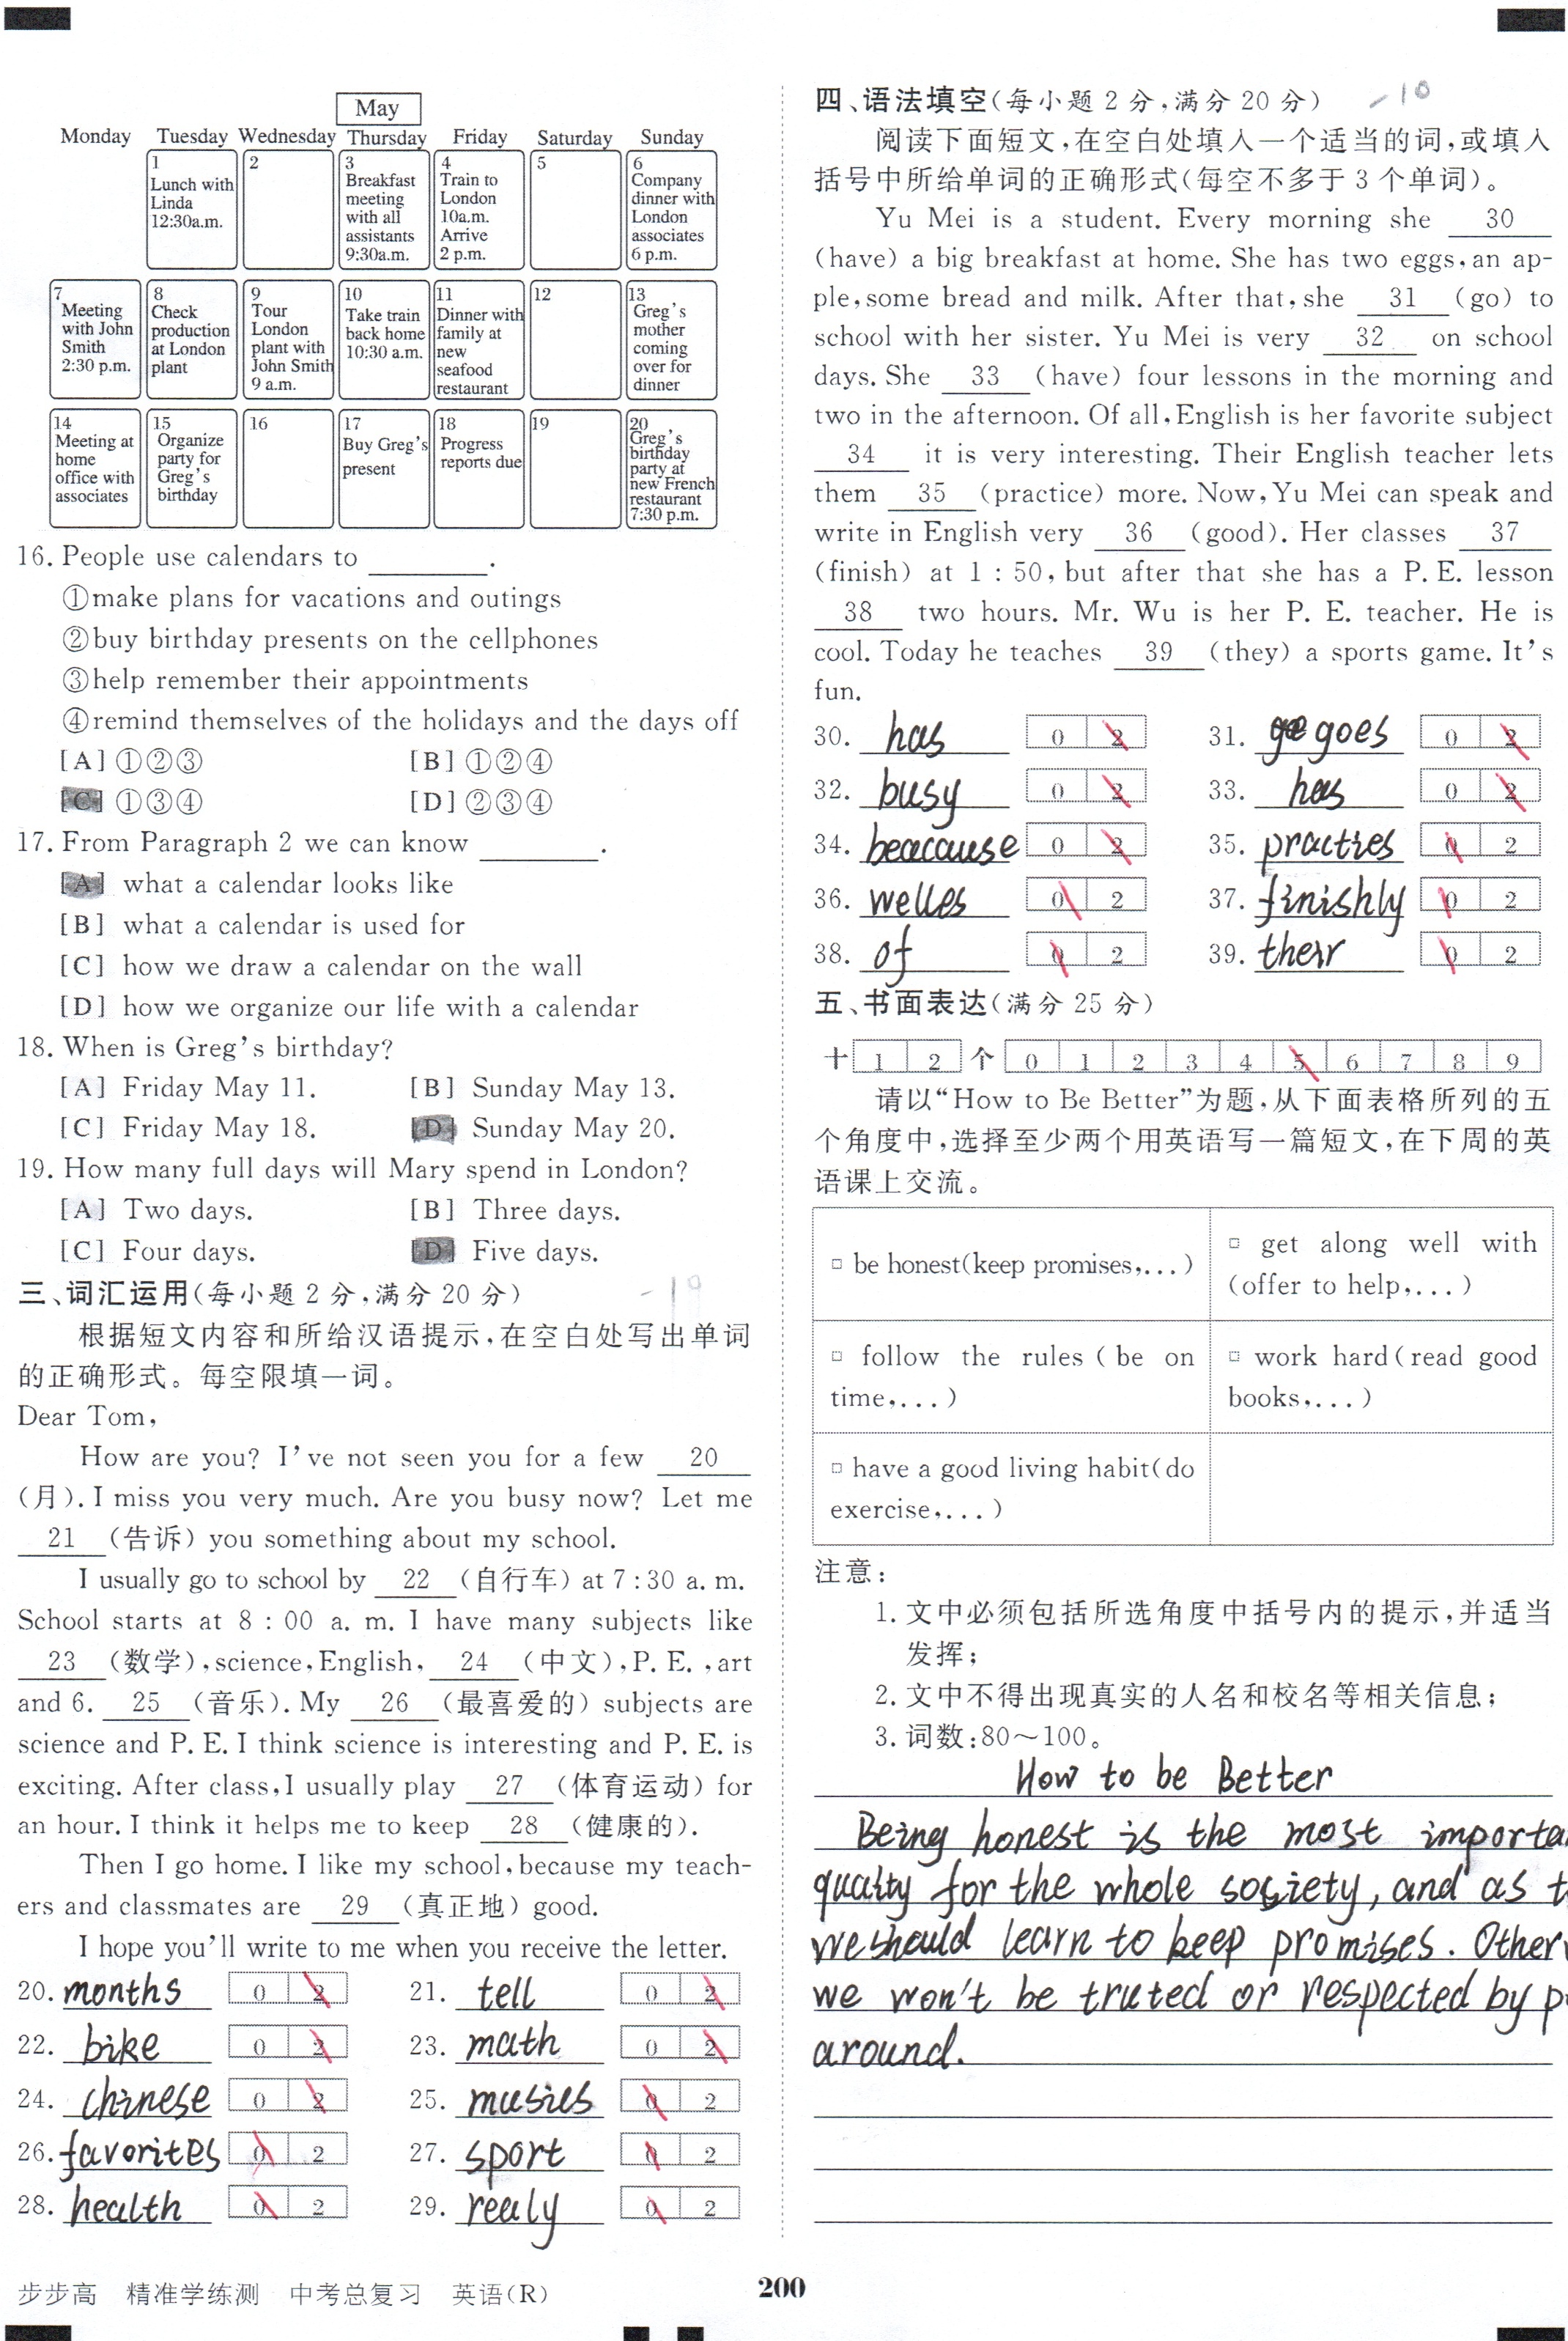 May
Monday Tuesday Wednesday Thursday Friday Saturday Sunday
1
Lunch with
Linda
12:30a.m.
2
3
Breakfast
meeting
with all
assistants
9:30a.m.
4
Train to
London
10a.m.
Arrive
2 p.m.
5
6
Company
dinner with
London
associates
6 p.m.
7
Meeting
with John
Smith
2:30 p.m.
8
Check
production
at London
plant
9
Tour
London
plant with
John Smith
9 a.m.
10
Take train
back home
10:30 a.m.
11
Dinner with
family at
new
seafood
restaurant
12
13
Greg's
mother
coming
over for
dinner
14
Meeting at
home
office with
associates
15
Organize
party for
Greg's
birthday
16
17
Buy Greg's
present
18
Progress
reports due
19
20
Greg's
birthday
party at
new French
restaurant
7:30 p.m.
16. People use calendars to ________.
①make plans for vacations and outings
②buy birthday presents on the cellphones
③help remember their appointments
④remind themselves of the holidays and the days off
[A] ①②③ [B] ①②④
[C] ①③④ [D] ②③④
17. From Paragraph 2 we can know ________.
[A] what a calendar looks like
[B] what a calendar is used for
[C] how we draw a calendar on the wall
[D] how we organize our life with a calendar
18. When is Greg's birthday?
[A] Friday May 11. [B] Sunday May 13.
[C] Friday May 18. [D] Sunday May 20.
19. How many full days will Mary spend in London?
[A] Two days. [B] Three days.
[C] Four days. [D] Five days.
三、词汇运用(每小题 2 分,满分 20 分) -19
根据短文内容和所给汉语提示,在空白处写出单词
的正确形式。每空限填一词。
Dear Tom,
How are you? I've not seen you for a few 20
(月). I miss you very much. Are you busy now? Let me
21 (告诉) you something about my school.
I usually go to school by 22 (自行车) at 7:30 a. m.
School starts at 8 : 00 a. m. I have many subjects like
23 (数学), science, English, 24 (中文), P. E. , art
and 6. 25 (音乐). My 26 (最喜爱的) subjects are
science and P. E. I think science is interesting and P. E. is
exciting. After class, I usually play 27 (体育运动) for
an hour. I think it helps me to keep 28 (健康的).
Then I go home. I like my school, because my teach-
ers and classmates are 29 (真正地) good.
I hope you'll write to me when you receive the letter.
20. months 0 2 21. tell 0 2
22. bike 0 2 23. math 0 2
24. chinese 0 2 25. musics 0 2
26. favorites 0 2 27. sport 0 2
28. health 0 2 29. realy 0 2
步步高 精准学练测 中考总复习 英语(R)
200
四、语法填空(每小题 2 分,满分 20 分) -10
阅读下面短文,在空白处填入一个适当的词,或填入
括号中所给单词的正确形式(每空不多于 3 个单词)。
Yu Mei is a student. Every morning she 30
(have) a big breakfast at home. She has two eggs, an ap-
ple, some bread and milk. After that, she 31 (go) to
school with her sister. Yu Mei is very 32 on school
days. She 33 (have) four lessons in the morning and
two in the afternoon. Of all, English is her favorite subject
34 it is very interesting. Their English teacher lets
them 35 (practice) more. Now, Yu Mei can speak and
write in English very 36 (good). Her classes 37
(finish) at 1 : 50, but after that she has a P. E. lesson
38 two hours. Mr. Wu is her P. E. teacher. He is
cool. Today he teaches 39 (they) a sports game. It's
fun.
30. has 0 2 31. goes 0 2
32. busy 0 2 33. has 0 2
34. beacause 0 2 35. practies 0 2
36. welles 0 2 37. finishly 0 2
38. of 0 2 39. their 0 2
五、书面表达(满分 25 分)
十 1 2 个 0 1 2 3 4 5 6 7 8 9
请以“How to Be Better”为题,从下面表格所列的五
个角度中,选择至少两个用英语写一篇短文,在下周的英
语课上交流。
□ be honest(keep promises,...)
□ get along well with
(offer to help,...)
□ follow the rules ( be on
time,...)
□ work hard(read good
books,...)
□ have a good living habit(do
exercise,...)
注意:
1. 文中必须包括所选角度中括号内的提示,并适当
发挥;
2. 文中不得出现真实的人名和校名等相关信息;
3. 词数:80～100。
How to be Better
Being honest is the most importa
quality for the whole society, and as t
we should learn to keep promises. Other
we won't be truted or respected by p
around.